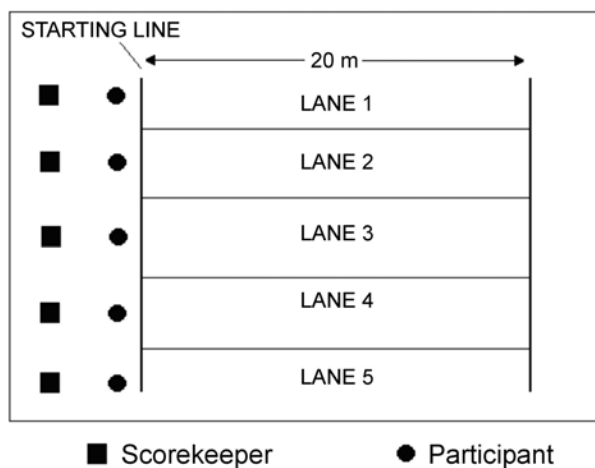 STARTING LINE
20 m
LANE 1
LANE 2
LANE 3
LANE 4
LANE 5
Scorekeeper Participant